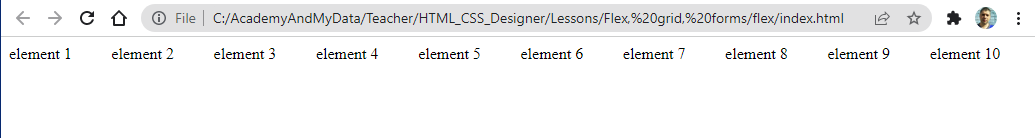 File C:/AcademyAndMyData/Teacher/HTML_CSS_Designer/Lessons/Flex,%20grid,%20forms/flex/index.html
element 1 element 2 element 3 element 4 element 5 element 6 element 7 element 8 element 9 element 10